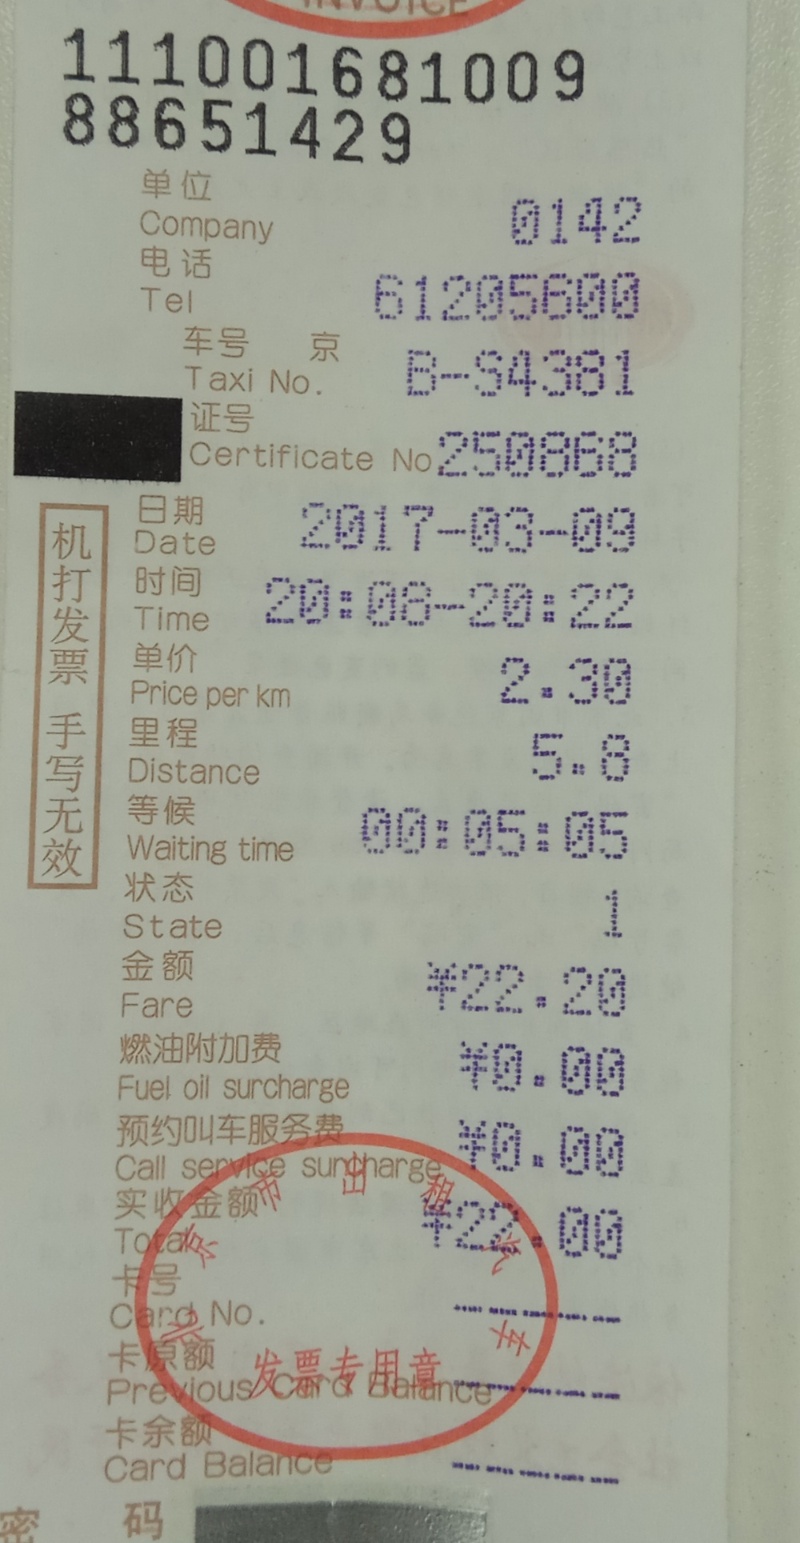 INVOICE
111001681009
88651429
单位
Company 0142
电话
Tel 61205600
车号 京
Taxi No. B-S4381
证号
Certificate No 250868
日期
Date 2017-03-09
时间
Time 20:08-20:22
单价
Price per km 2.30
里程
Distance 5.8
等候
Waiting time 00:05:05
状态
State 1
金额
Fare ¥22.20
燃油附加费
Fuel oil surcharge ¥0.00
预约叫车服务费
Call service surcharge ¥0.00
实收金额
Total ¥22.00
卡号
Card No.
卡原额
Previous Card Balance
卡余额
Card Balance
密 码
机打发票 手写无效
北京市出租汽车
发票专用章